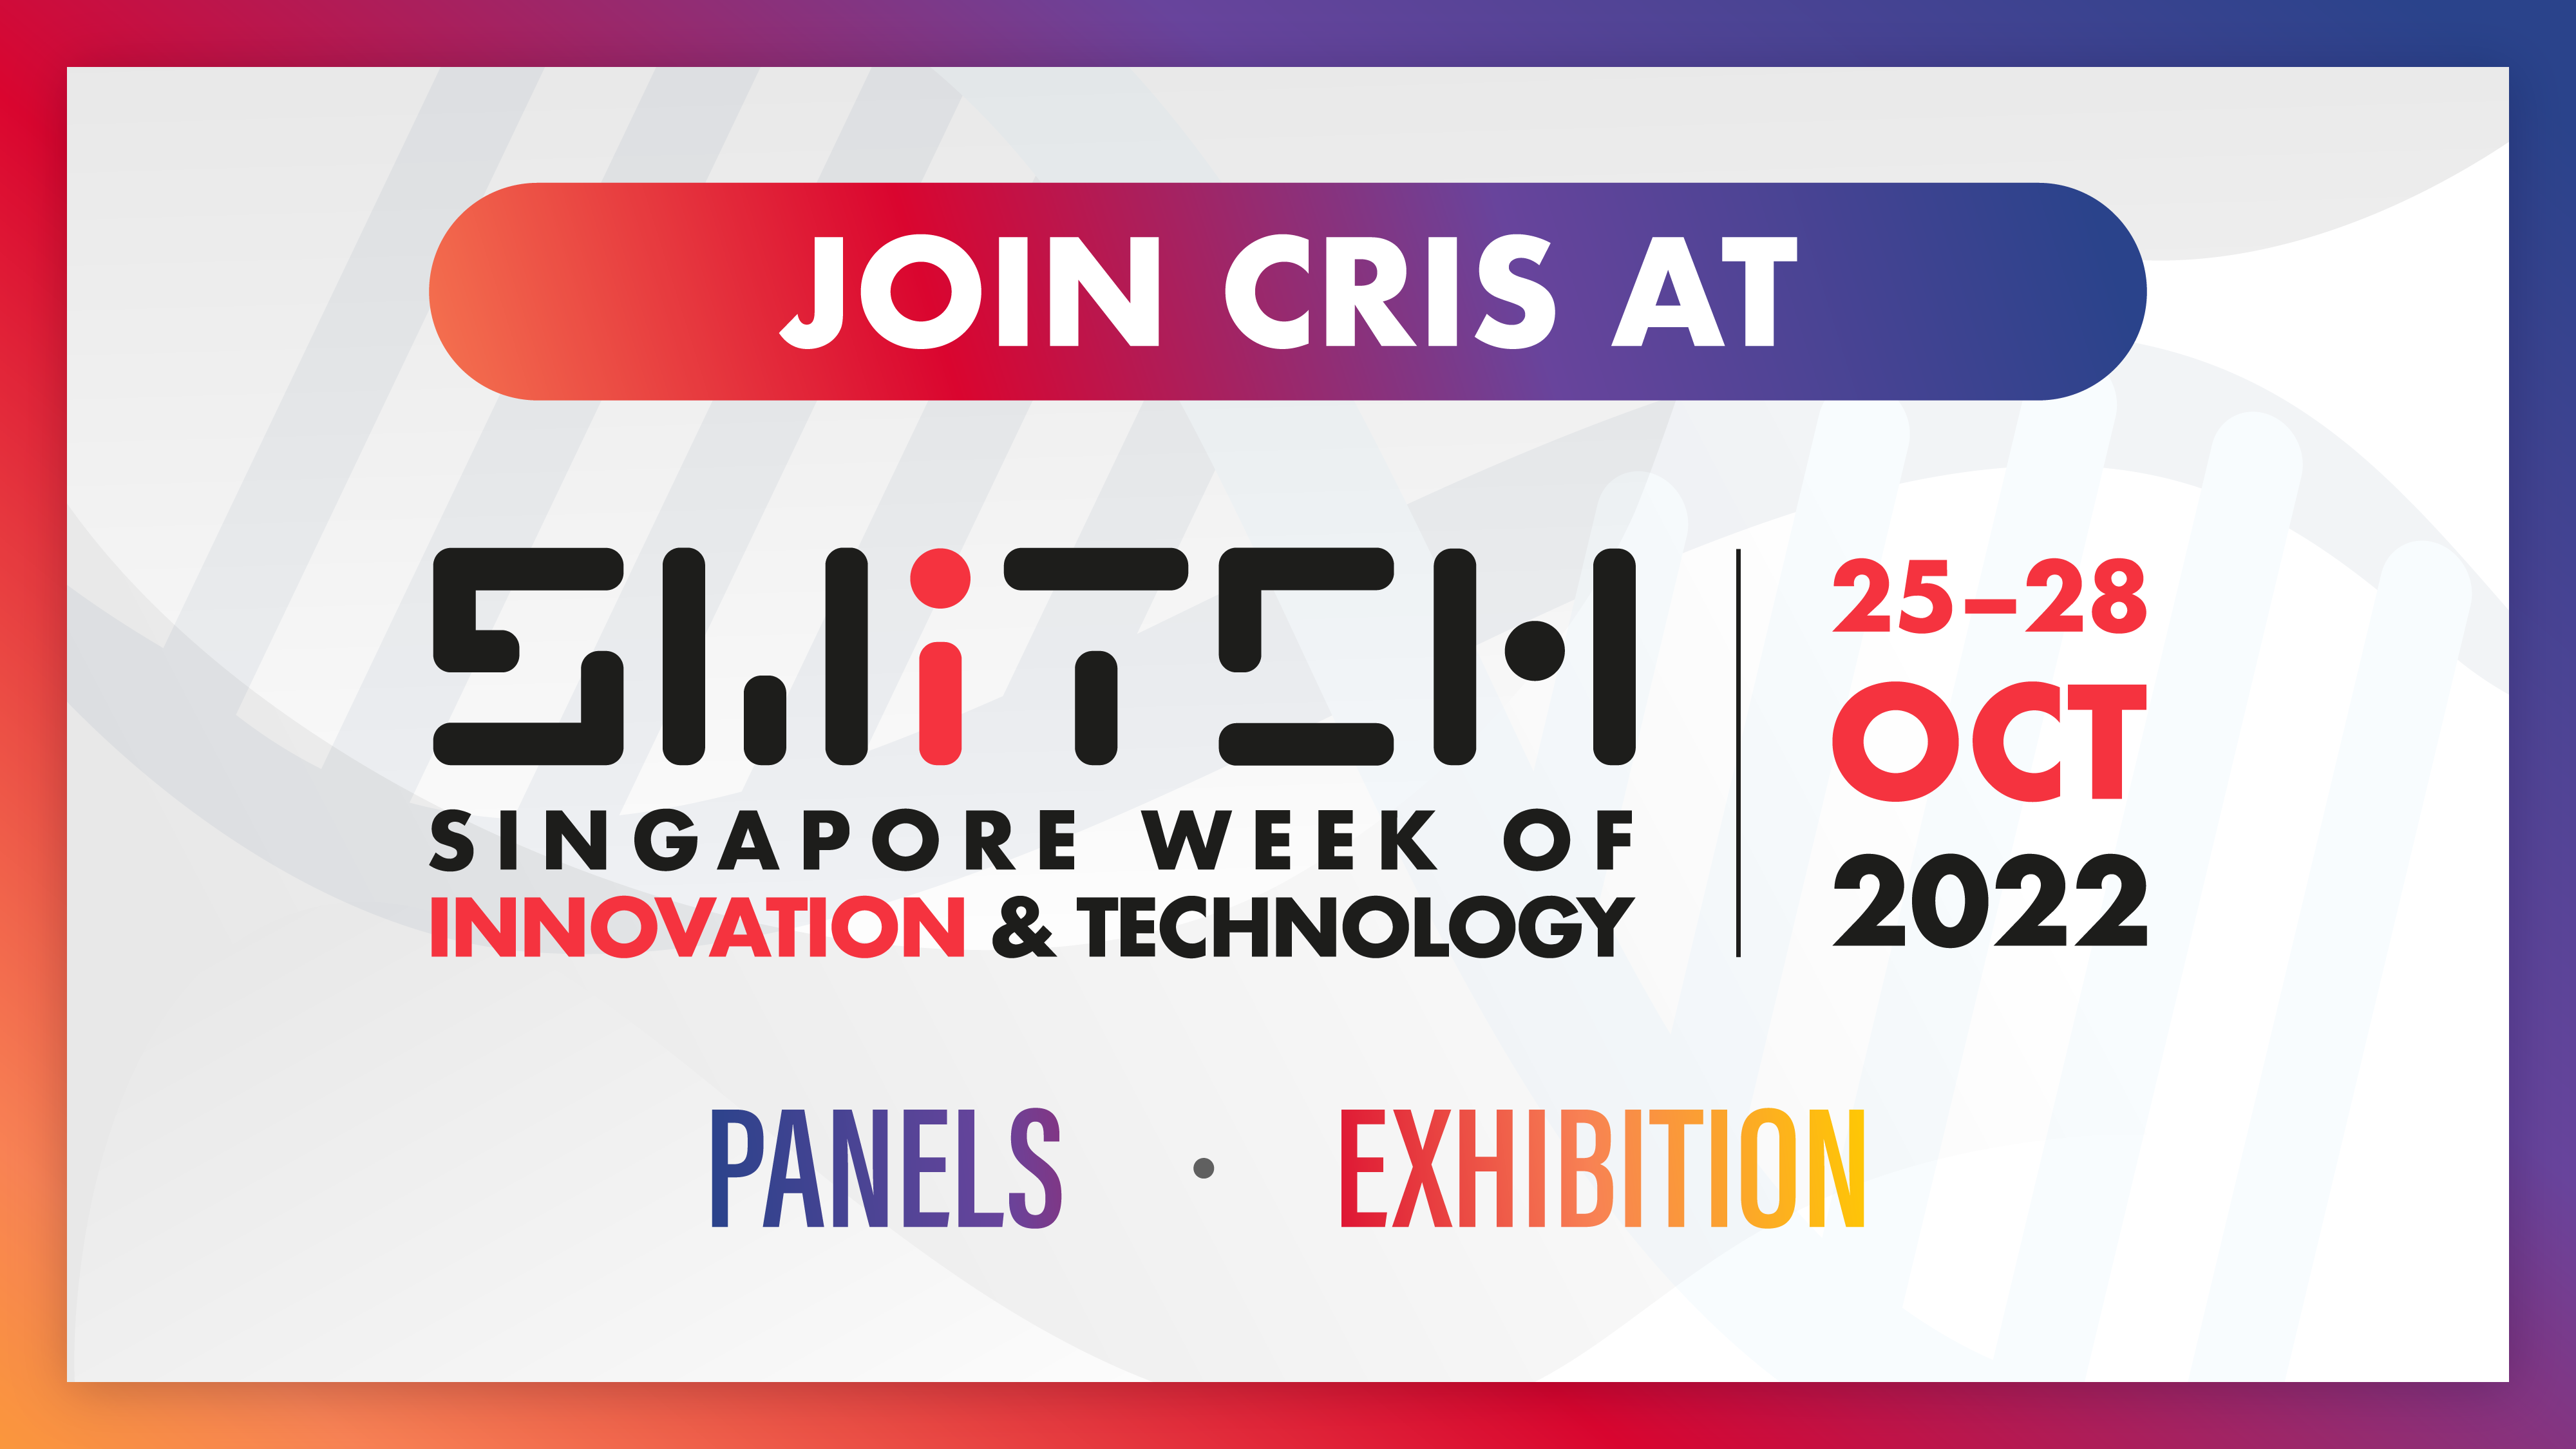 JOIN CRIS AT
SWiTCH
SINGAPORE WEEK OF
INNOVATION & TECHNOLOGY
25–28
OCT
2022
PANELS • EXHIBITION